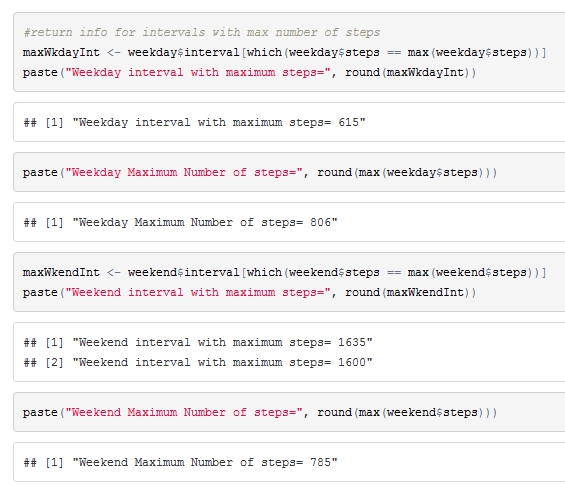 #return info for intervals with max number of steps
maxWkdayInt <- weekday$interval[which(weekday$steps == max(weekday$steps))]
paste("Weekday interval with maximum steps=", round(maxWkdayInt))
## [1] "Weekday interval with maximum steps= 615"
paste("Weekday Maximum Number of steps=", round(max(weekday$steps)))
## [1] "Weekday Maximum Number of steps= 806"
maxWkendInt <- weekend$interval[which(weekend$steps == max(weekend$steps))]
paste("Weekend interval with maximum steps=", round(maxWkendInt))
## [1] "Weekend interval with maximum steps= 1635"
## [2] "Weekend interval with maximum steps= 1600"
paste("Weekend Maximum Number of steps=", round(max(weekend$steps)))
## [1] "Weekend Maximum Number of steps= 785"